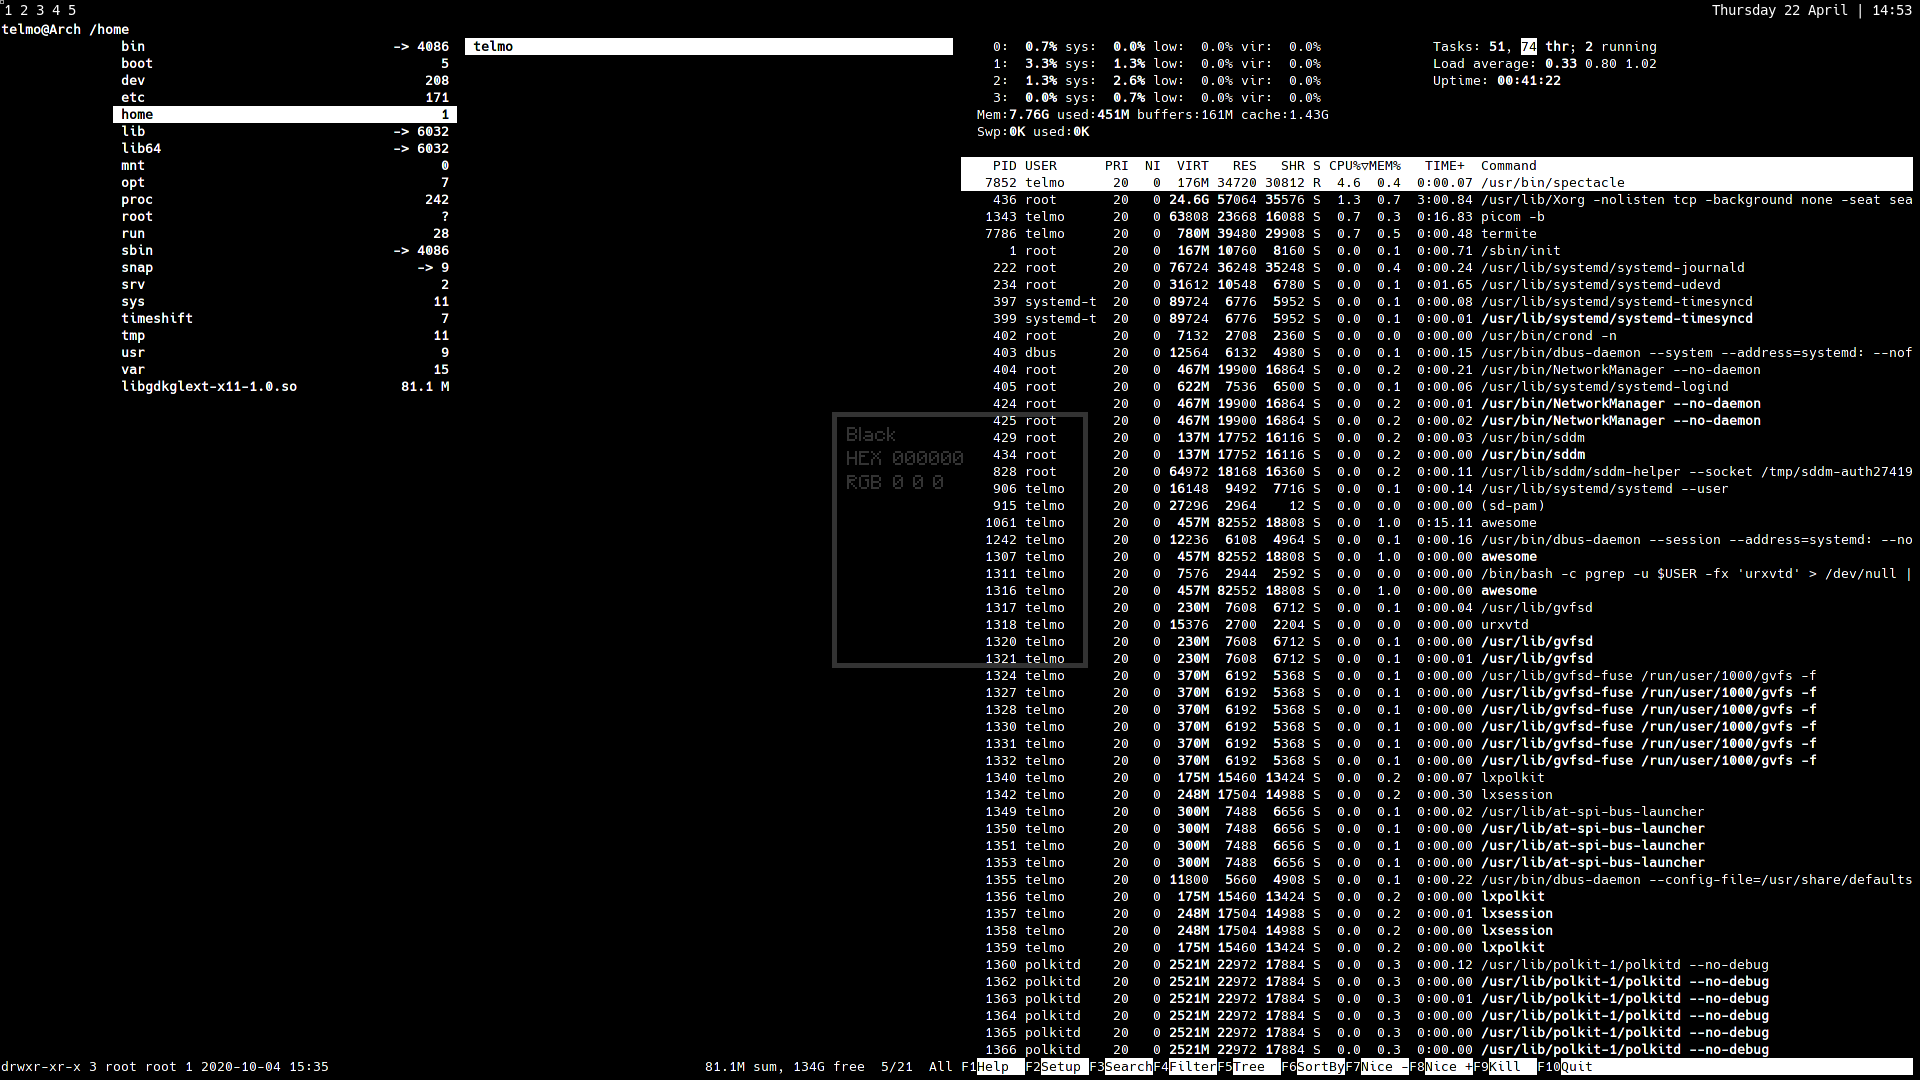 1 2 3 4 5 Thursday 22 April | 14:53
telmo@Arch /home
bin -> 4086
boot 5
dev 208
etc 171
home 1
lib -> 6032
lib64 -> 6032
mnt 0
opt 7
proc 242
root ?
run 28
sbin -> 4086
snap -> 9
srv 2
sys 11
timeshift 7
tmp 11
usr 9
var 15
libgdkglext-x11-1.0.so 81.1 M
telmo
Black
HEX 000000
RGB 0 0 0
0: 0.7% sys: 0.0% low: 0.0% vir: 0.0% Tasks: 51, 74 thr; 2 running
1: 3.3% sys: 1.3% low: 0.0% vir: 0.0% Load average: 0.33 0.80 1.02
2: 1.3% sys: 2.6% low: 0.0% vir: 0.0% Uptime: 00:41:22
3: 0.0% sys: 0.7% low: 0.0% vir: 0.0%
Mem:7.76G used:451M buffers:161M cache:1.43G
Swp:0K used:0K
PID USER PRI NI VIRT RES SHR S CPU%▽MEM% TIME+ Command
7852 telmo 20 0 176M 34720 30812 R 4.6 0.4 0:00.07 /usr/bin/spectacle
436 root 20 0 24.6G 57064 35576 S 1.3 0.7 3:00.84 /usr/lib/Xorg -nolisten tcp -background none -seat sea
1343 telmo 20 0 63808 23668 16088 S 0.7 0.3 0:16.83 picom -b
7786 telmo 20 0 780M 39480 29908 S 0.7 0.5 0:00.48 termite
1 root 20 0 167M 10760 8160 S 0.0 0.1 0:00.71 /sbin/init
222 root 20 0 76724 36248 35248 S 0.0 0.4 0:00.24 /usr/lib/systemd/systemd-journald
234 root 20 0 31612 10548 6780 S 0.0 0.1 0:01.65 /usr/lib/systemd/systemd-udevd
397 systemd-t 20 0 89724 6776 5952 S 0.0 0.1 0:00.08 /usr/lib/systemd/systemd-timesyncd
399 systemd-t 20 0 89724 6776 5952 S 0.0 0.1 0:00.01 /usr/lib/systemd/systemd-timesyncd
402 root 20 0 7132 2708 2360 S 0.0 0.0 0:00.00 /usr/bin/crond -n
403 dbus 20 0 12564 6132 4980 S 0.0 0.1 0:00.15 /usr/bin/dbus-daemon --system --address=systemd: --nof
404 root 20 0 467M 19900 16864 S 0.0 0.2 0:00.21 /usr/bin/NetworkManager --no-daemon
405 root 20 0 622M 7536 6500 S 0.0 0.1 0:00.06 /usr/lib/systemd/systemd-logind
424 root 20 0 467M 19900 16864 S 0.0 0.2 0:00.01 /usr/bin/NetworkManager --no-daemon
425 root 20 0 467M 19900 16864 S 0.0 0.2 0:00.02 /usr/bin/NetworkManager --no-daemon
429 root 20 0 137M 17752 16116 S 0.0 0.2 0:00.03 /usr/bin/sddm
434 root 20 0 137M 17752 16116 S 0.0 0.2 0:00.00 /usr/bin/sddm
828 root 20 0 64972 18168 16360 S 0.0 0.2 0:00.11 /usr/lib/sddm/sddm-helper --socket /tmp/sddm-auth27419
906 telmo 20 0 16148 9492 7716 S 0.0 0.1 0:00.14 /usr/lib/systemd/systemd --user
915 telmo 20 0 27296 2964 12 S 0.0 0.0 0:00.00 (sd-pam)
1061 telmo 20 0 457M 82552 18808 S 0.0 1.0 0:15.11 awesome
1242 telmo 20 0 12236 6108 4964 S 0.0 0.1 0:00.16 /usr/bin/dbus-daemon --session --address=systemd: --no
1307 telmo 20 0 457M 82552 18808 S 0.0 1.0 0:00.00 awesome
1311 telmo 20 0 7576 2944 2592 S 0.0 0.0 0:00.00 /bin/bash -c pgrep -u $USER -fx 'urxvtd' > /dev/null |
1316 telmo 20 0 457M 82552 18808 S 0.0 1.0 0:00.00 awesome
1317 telmo 20 0 230M 7608 6712 S 0.0 0.1 0:00.04 /usr/lib/gvfsd
1318 telmo 20 0 15376 2700 2204 S 0.0 0.0 0:00.00 urxvtd
1320 telmo 20 0 230M 7608 6712 S 0.0 0.1 0:00.00 /usr/lib/gvfsd
1321 telmo 20 0 230M 7608 6712 S 0.0 0.1 0:00.01 /usr/lib/gvfsd
1324 telmo 20 0 370M 6192 5368 S 0.0 0.1 0:00.00 /usr/lib/gvfsd-fuse /run/user/1000/gvfs -f
1327 telmo 20 0 370M 6192 5368 S 0.0 0.1 0:00.00 /usr/lib/gvfsd-fuse /run/user/1000/gvfs -f
1328 telmo 20 0 370M 6192 5368 S 0.0 0.1 0:00.00 /usr/lib/gvfsd-fuse /run/user/1000/gvfs -f
1330 telmo 20 0 370M 6192 5368 S 0.0 0.1 0:00.00 /usr/lib/gvfsd-fuse /run/user/1000/gvfs -f
1331 telmo 20 0 370M 6192 5368 S 0.0 0.1 0:00.00 /usr/lib/gvfsd-fuse /run/user/1000/gvfs -f
1332 telmo 20 0 370M 6192 5368 S 0.0 0.1 0:00.00 /usr/lib/gvfsd-fuse /run/user/1000/gvfs -f
1340 telmo 20 0 175M 15460 13424 S 0.0 0.2 0:00.07 lxpolkit
1342 telmo 20 0 248M 17504 14988 S 0.0 0.2 0:00.30 lxsession
1349 telmo 20 0 300M 7488 6656 S 0.0 0.1 0:00.02 /usr/lib/at-spi-bus-launcher
1350 telmo 20 0 300M 7488 6656 S 0.0 0.1 0:00.00 /usr/lib/at-spi-bus-launcher
1351 telmo 20 0 300M 7488 6656 S 0.0 0.1 0:00.00 /usr/lib/at-spi-bus-launcher
1353 telmo 20 0 300M 7488 6656 S 0.0 0.1 0:00.00 /usr/lib/at-spi-bus-launcher
1355 telmo 20 0 11800 5660 4908 S 0.0 0.1 0:00.22 /usr/bin/dbus-daemon --config-file=/usr/share/defaults
1356 telmo 20 0 175M 15460 13424 S 0.0 0.2 0:00.00 lxpolkit
1357 telmo 20 0 248M 17504 14988 S 0.0 0.2 0:00.01 lxsession
1358 telmo 20 0 248M 17504 14988 S 0.0 0.2 0:00.00 lxsession
1359 telmo 20 0 175M 15460 13424 S 0.0 0.2 0:00.00 lxpolkit
1360 polkitd 20 0 2521M 22972 17884 S 0.0 0.3 0:00.12 /usr/lib/polkit-1/polkitd --no-debug
1362 polkitd 20 0 2521M 22972 17884 S 0.0 0.3 0:00.00 /usr/lib/polkit-1/polkitd --no-debug
1363 polkitd 20 0 2521M 22972 17884 S 0.0 0.3 0:00.01 /usr/lib/polkit-1/polkitd --no-debug
1364 polkitd 20 0 2521M 22972 17884 S 0.0 0.3 0:00.00 /usr/lib/polkit-1/polkitd --no-debug
1365 polkitd 20 0 2521M 22972 17884 S 0.0 0.3 0:00.00 /usr/lib/polkit-1/polkitd --no-debug
1366 polkitd 20 0 2521M 22972 17884 S 0.0 0.3 0:00.00 /usr/lib/polkit-1/polkitd --no-debug
drwxr-xr-x 3 root root 1 2020-10-04 15:35 81.1M sum, 134G free 5/21 All F1Help F2Setup F3SearchF4FilterF5Tree F6SortByF7Nice -F8Nice +F9Kill F10Quit